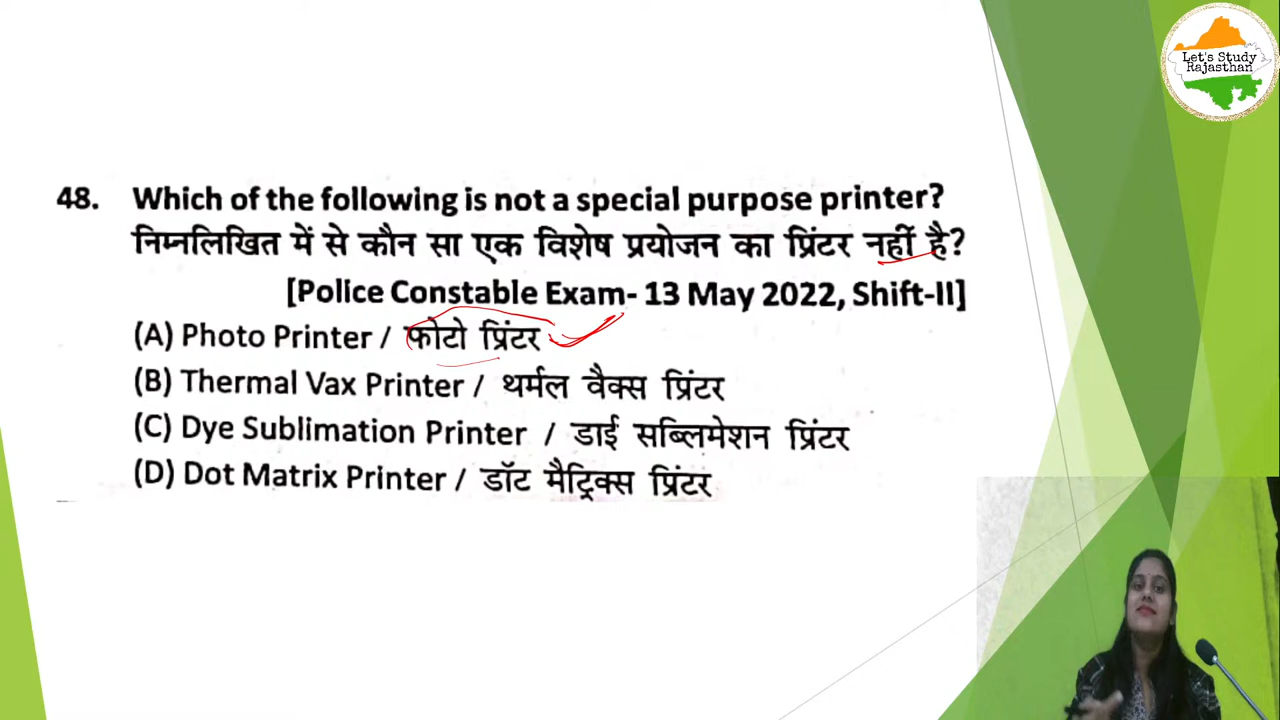 Let's Study
Rajasthan
48. Which of the following is not a special purpose printer?
निम्नलिखित में से कौन सा एक विशेष प्रयोजन का प्रिंटर नहीं है?
[Police Constable Exam- 13 May 2022, Shift-II]
(A) Photo Printer / फोटो प्रिंटर
(B) Thermal Vax Printer / थर्मल वैक्स प्रिंटर
(C) Dye Sublimation Printer / डाई सब्लिमेशन प्रिंटर
(D) Dot Matrix Printer / डॉट मैट्रिक्स प्रिंटर